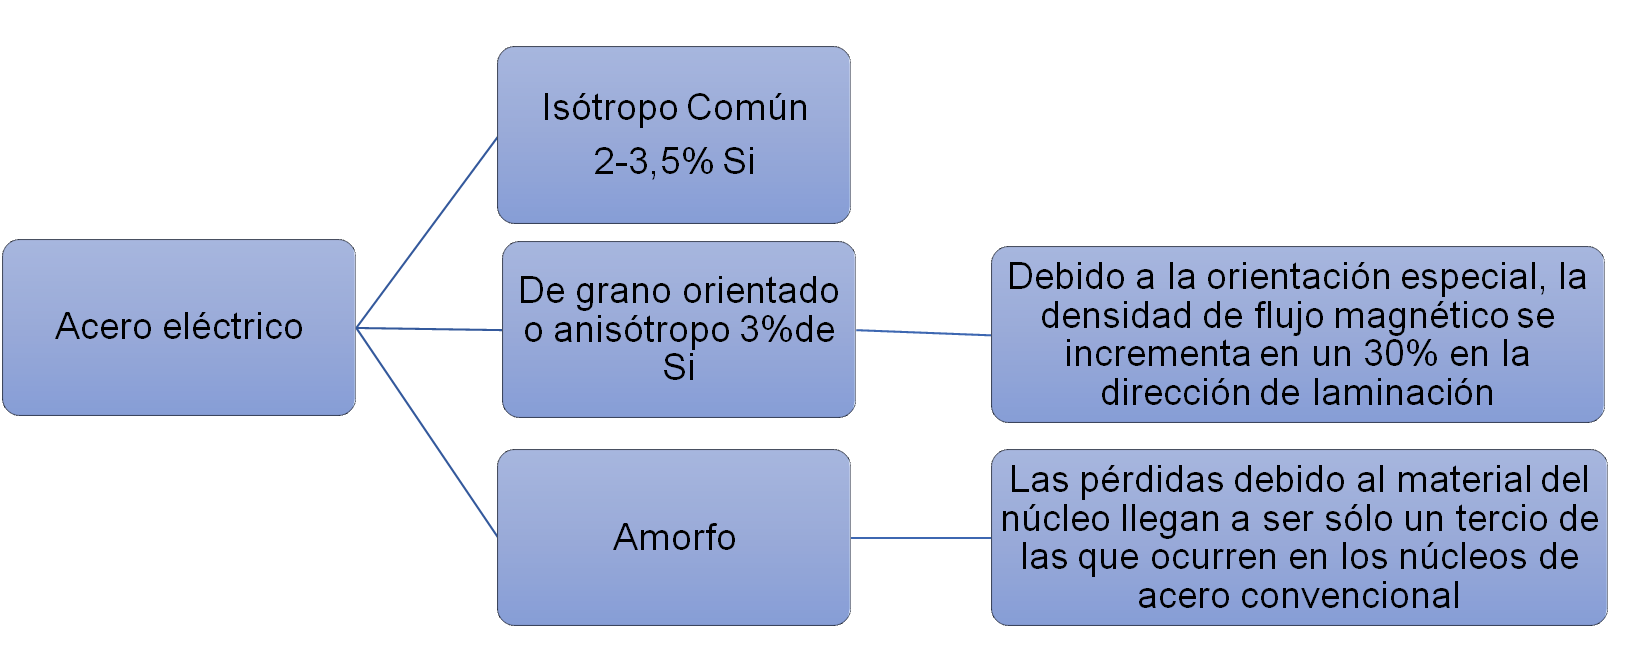 Acero eléctrico
Isótropo Común
2-3,5% Si
De grano orientado
o anisótropo 3%de
Si
Debido a la orientación especial, la
densidad de flujo magnético se
incrementa en un 30% en la
dirección de laminación
Amorfo
Las pérdidas debido al material del
núcleo llegan a ser sólo un tercio de
las que ocurren en los núcleos de
acero convencional